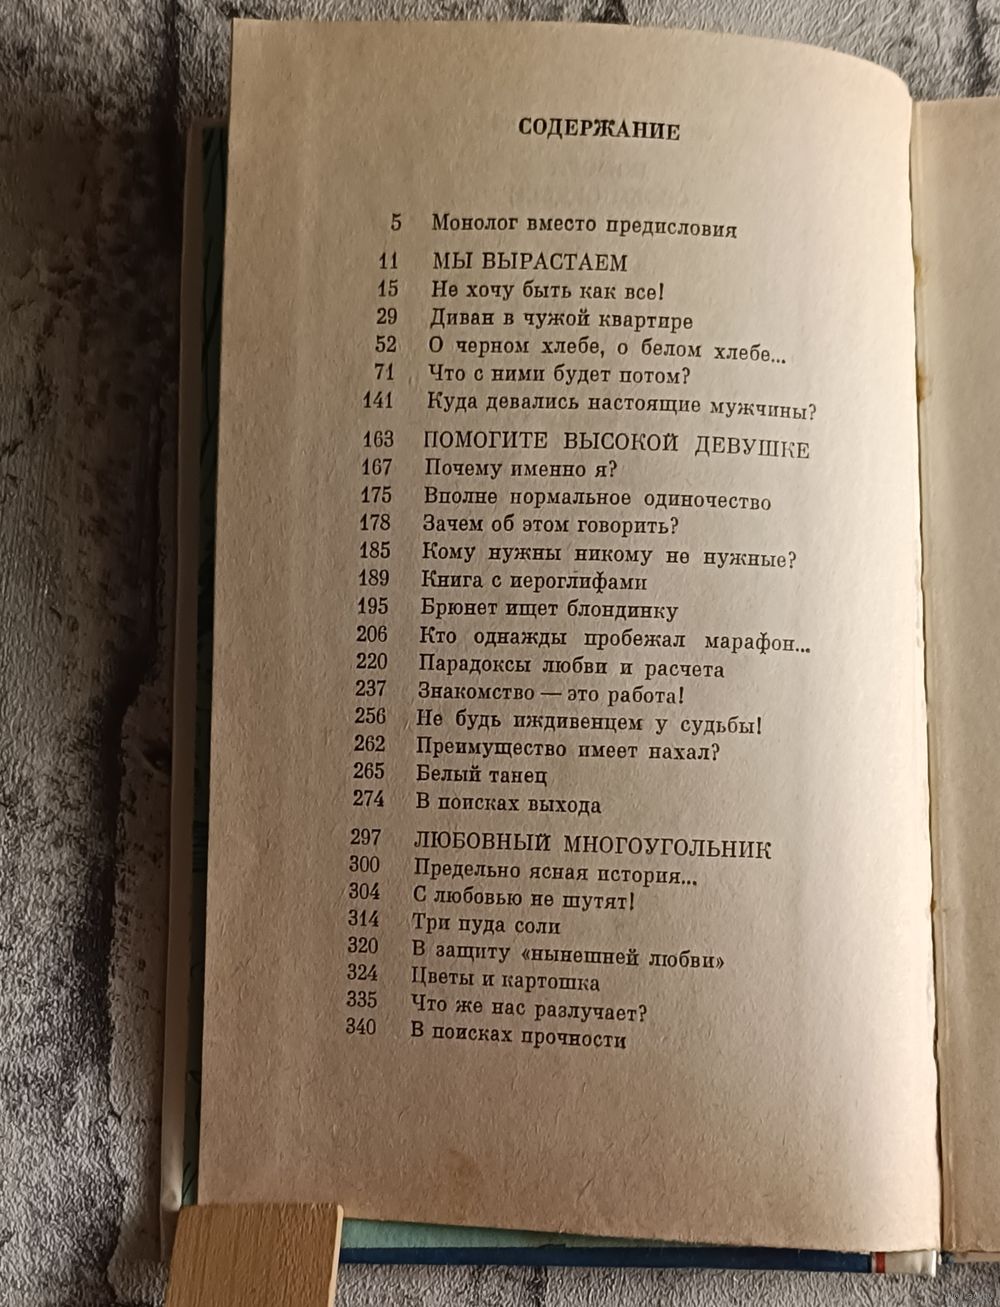 СОДЕРЖАНИЕ
5 Монолог вместо предисловия
11 МЫ ВЫРАСТАЕМ
15 Не хочу быть как все!
29 Диван в чужой квартире
52 О черном хлебе, о белом хлебе...
71 Что с ними будет потом?
141 Куда девались настоящие мужчины?
163 ПОМОГИТЕ ВЫСОКОЙ ДЕВУШКЕ
167 Почему именно я?
175 Вполне нормальное одиночество
178 Зачем об этом говорить?
185 Кому нужны никому не нужные?
189 Книга с иероглифами
195 Брюнет ищет блондинку
206 Кто однажды пробежал марафон...
220 Парадоксы любви и расчета
237 Знакомство — это работа!
256 Не будь иждивенцем у судьбы!
262 Преимущество имеет нахал?
265 Белый танец
274 В поисках выхода
297 ЛЮБОВНЫЙ МНОГОУГОЛЬНИК
300 Предельно ясная история...
304 С любовью не шутят!
314 Три пуда соли
320 В защиту «нынешней любви»
324 Цветы и картошка
335 Что же нас разлучает?
340 В поисках прочности